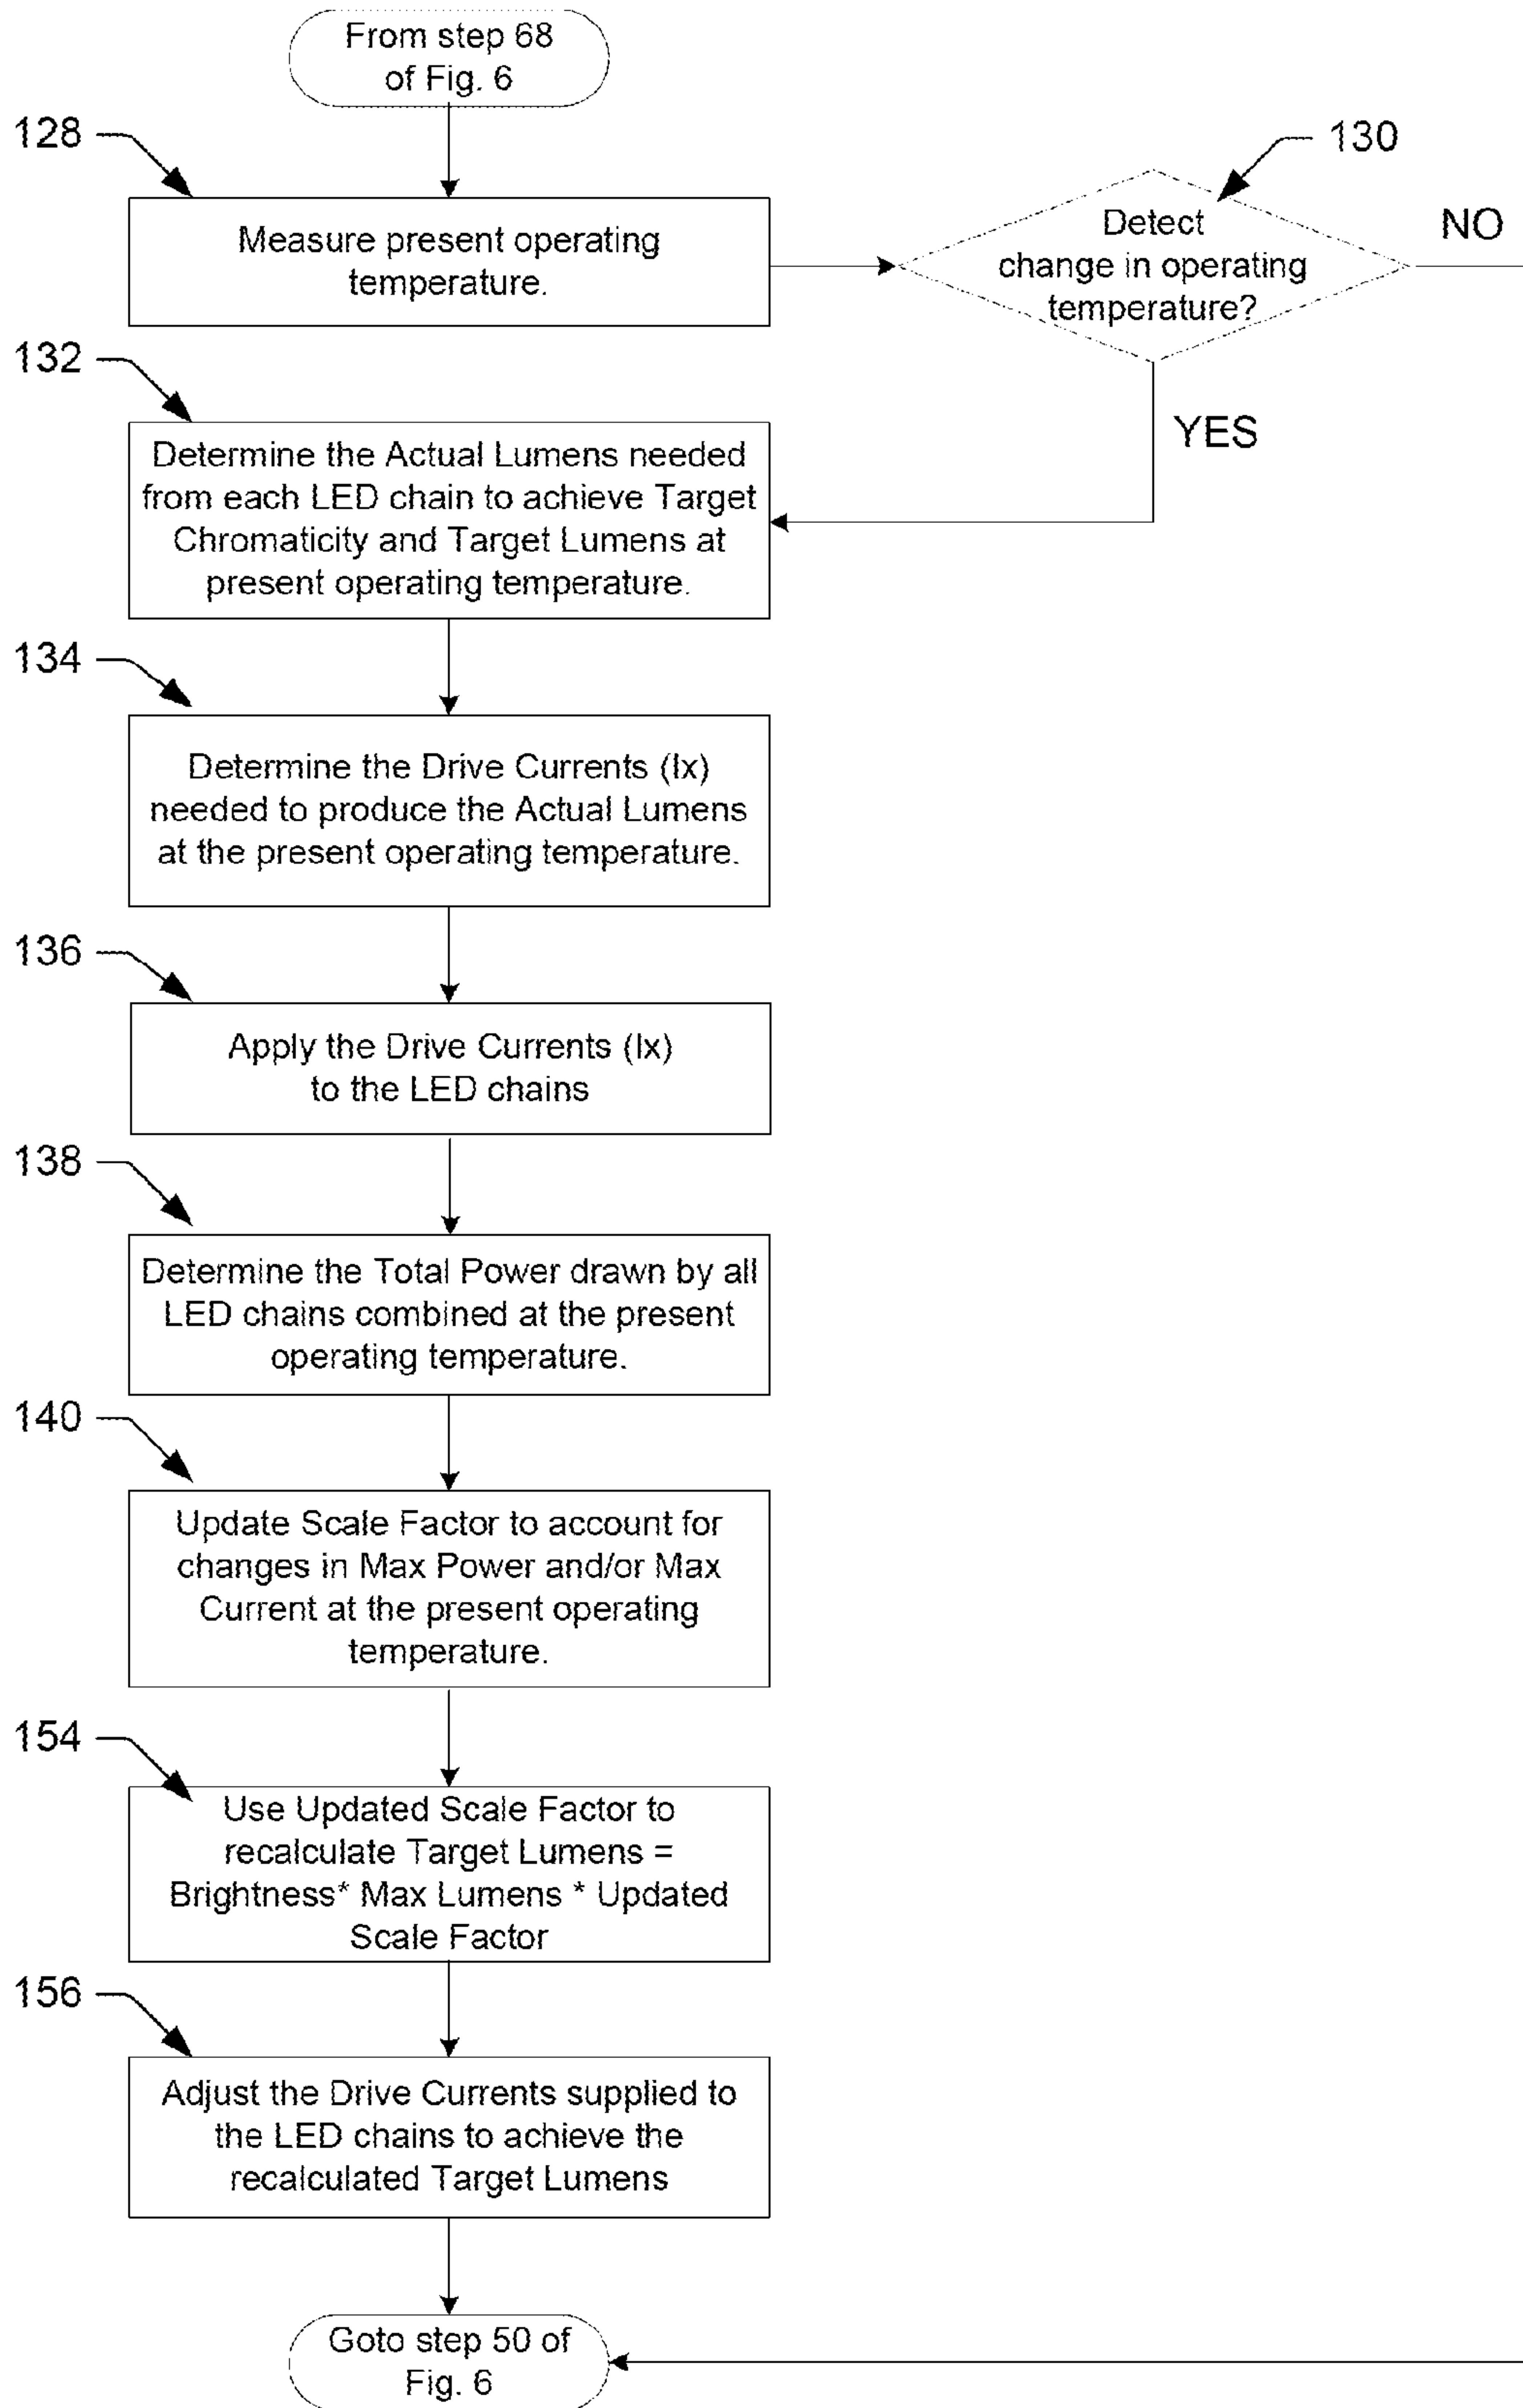 From step 68
of Fig. 6
128
Measure present operating
temperature.
130
Detect
change in operating
temperature?
NO
YES
132
Determine the Actual Lumens needed
from each LED chain to achieve Target
Chromaticity and Target Lumens at
present operating temperature.
134
Determine the Drive Currents (Ix)
needed to produce the Actual Lumens
at the present operating temperature.
136
Apply the Drive Currents (Ix)
to the LED chains
138
Determine the Total Power drawn by all
LED chains combined at the present
operating temperature.
140
Update Scale Factor to account for
changes in Max Power and/or Max
Current at the present operating
temperature.
154
Use Updated Scale Factor to
recalculate Target Lumens =
Brightness* Max Lumens * Updated
Scale Factor
156
Adjust the Drive Currents supplied to
the LED chains to achieve the
recalculated Target Lumens
Goto step 50 of
Fig. 6